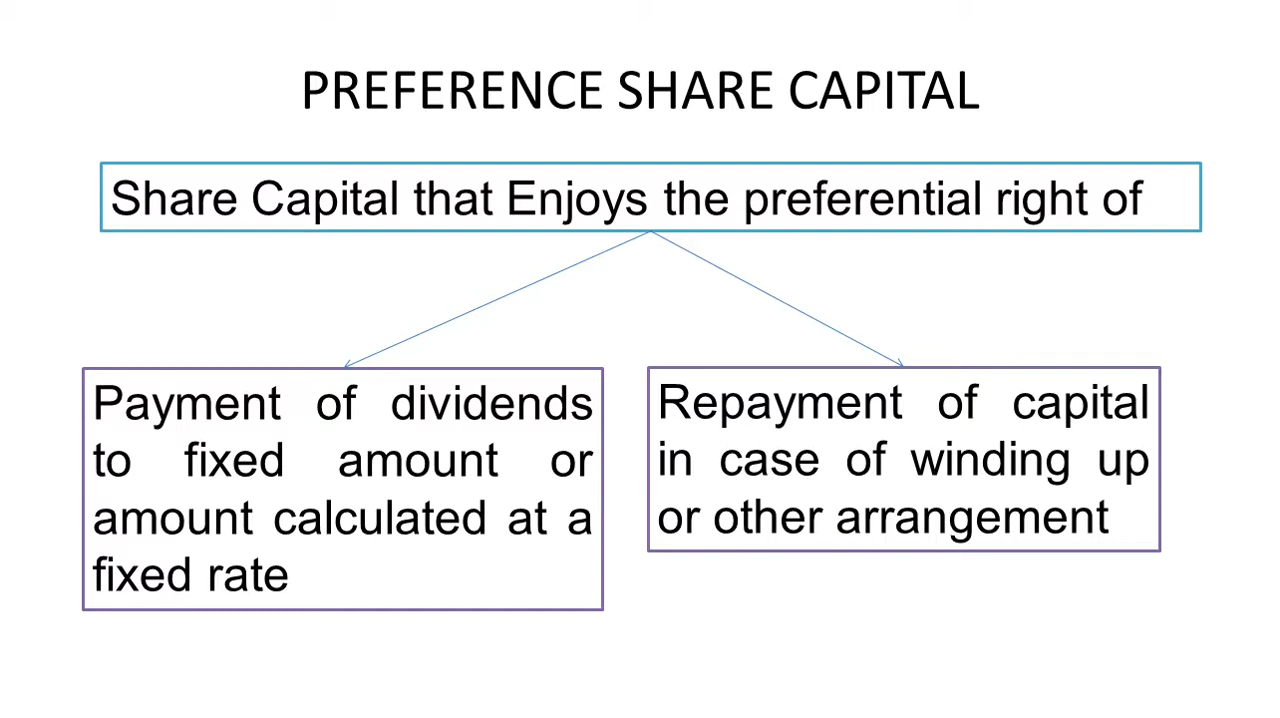 PREFERENCE SHARE CAPITAL
Share Capital that Enjoys the preferential right of
Payment of dividends
to fixed amount or
amount calculated at a
fixed rate
Repayment of capital
in case of winding up
or other arrangement